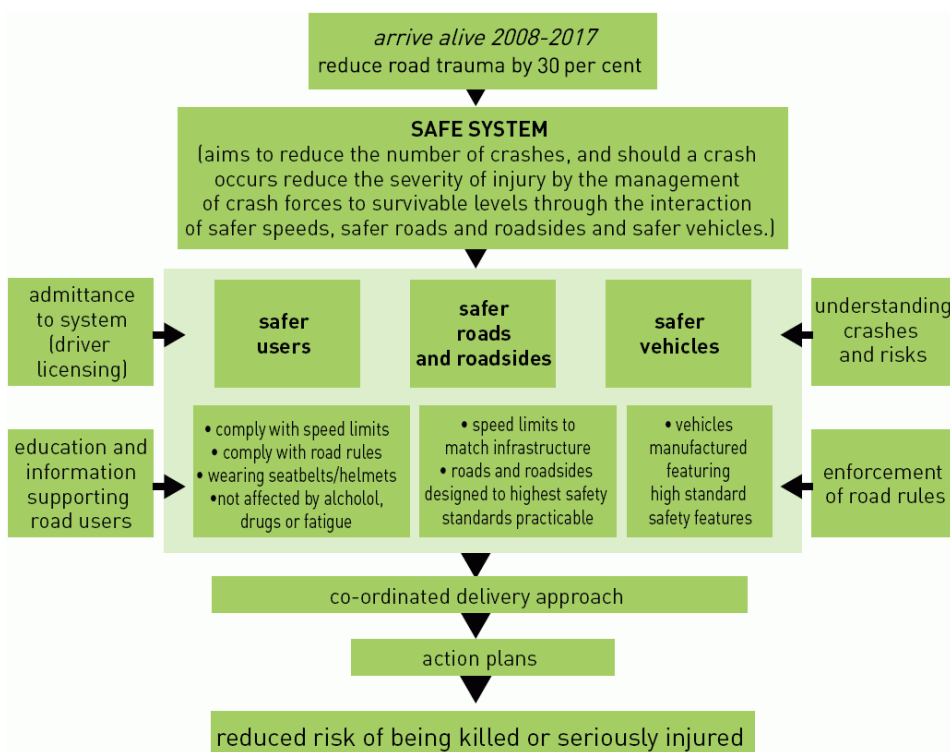 arrive alive 2008-2017
reduce road trauma by 30 per cent
SAFE SYSTEM
(aims to reduce the number of crashes, and should a crash
occurs reduce the severity of injury by the management
of crash forces to survivable levels through the interaction
of safer speeds, safer roads and roadsides and safer vehicles.)
admittance
to system
(driver
licensing)
safer
users
safer
roads
and roadsides
safer
vehicles
understanding
crashes
and risks
education and
information
supporting
road users
• comply with speed limits
• comply with road rules
• wearing seatbelts/helmets
•not affected by alcholol,
drugs or fatigue
• speed limits to
match infrastructure
• roads and roadsides
designed to highest safety
standards practicable
• vehicles
manufactured
featuring
high standard
safety features
enforcement
of road rules
co-ordinated delivery approach
action plans
reduced risk of being killed or seriously injured